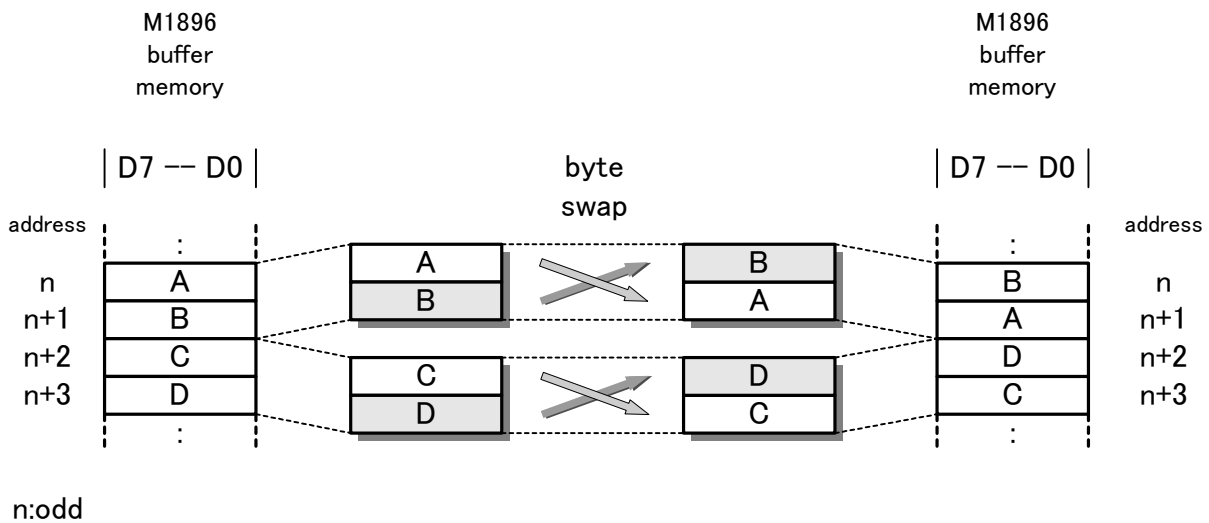 M1896
buffer
memory
M1896
buffer
memory
D7 -- D0
byte
swap
D7 -- D0
address
address
:
:
n
A
A
B
B
n
n+1
B
B
A
A
n+1
n+2
C
C
D
D
n+2
n+3
D
D
C
C
n+3
:
:
n:odd